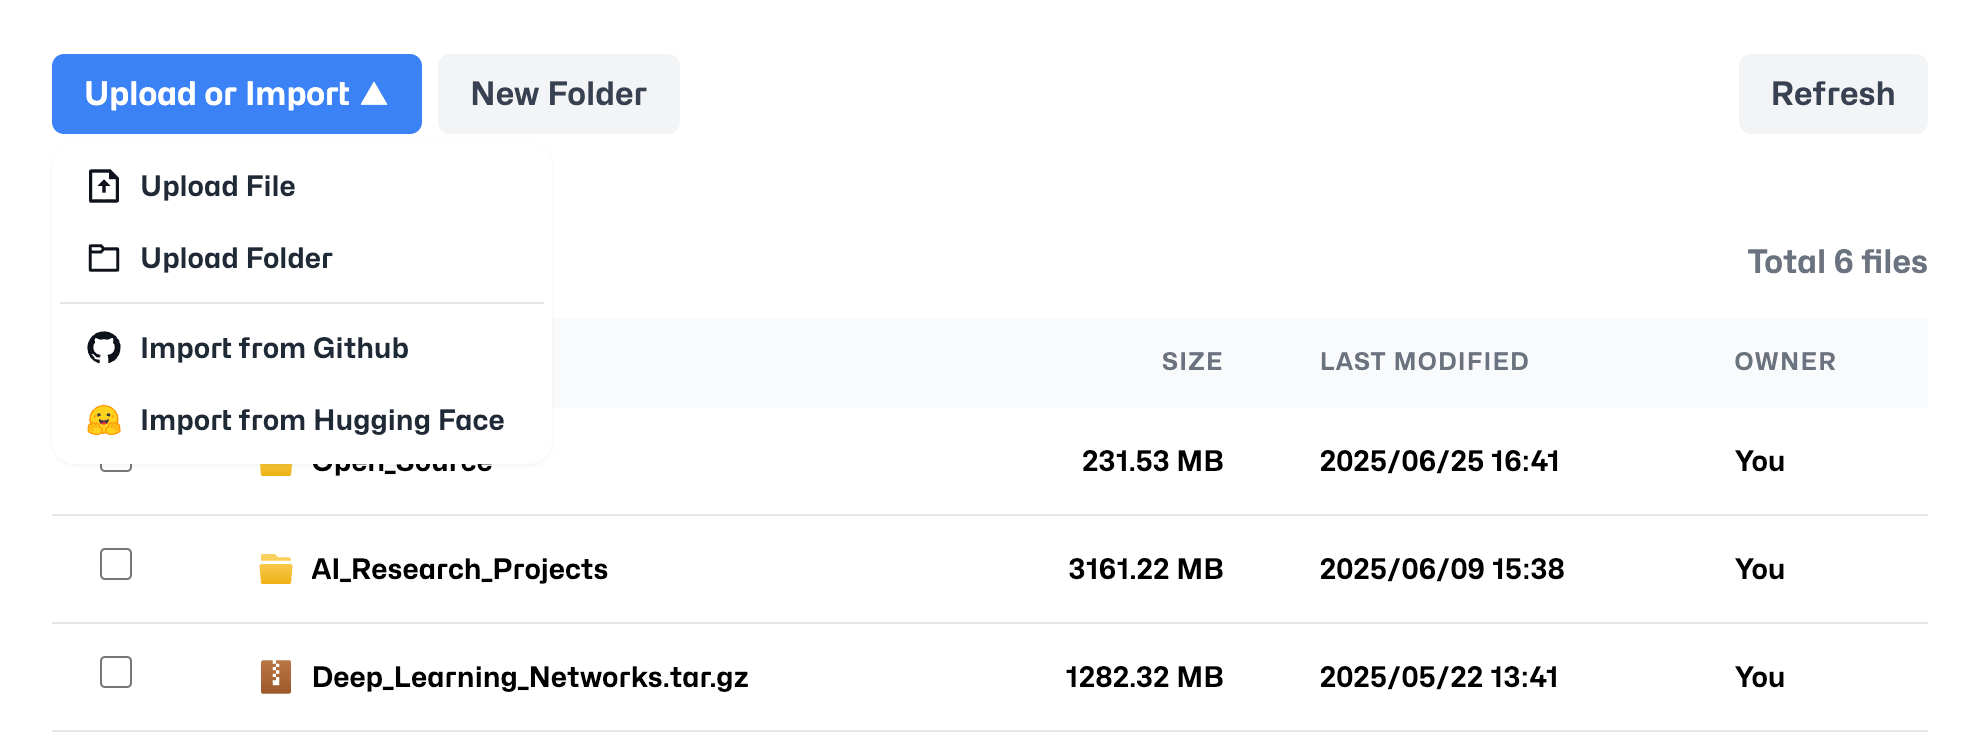 Upload or Import ▲ New Folder Refresh
Upload File
Upload Folder
Total 6 files
Import from Github
SIZE LAST MODIFIED OWNER
Import from Hugging Face
Open_Source 231.53 MB 2025/06/25 16:41 You
AI_Research_Projects 3161.22 MB 2025/06/09 15:38 You
Deep_Learning_Networks.tar.gz 1282.32 MB 2025/05/22 13:41 You